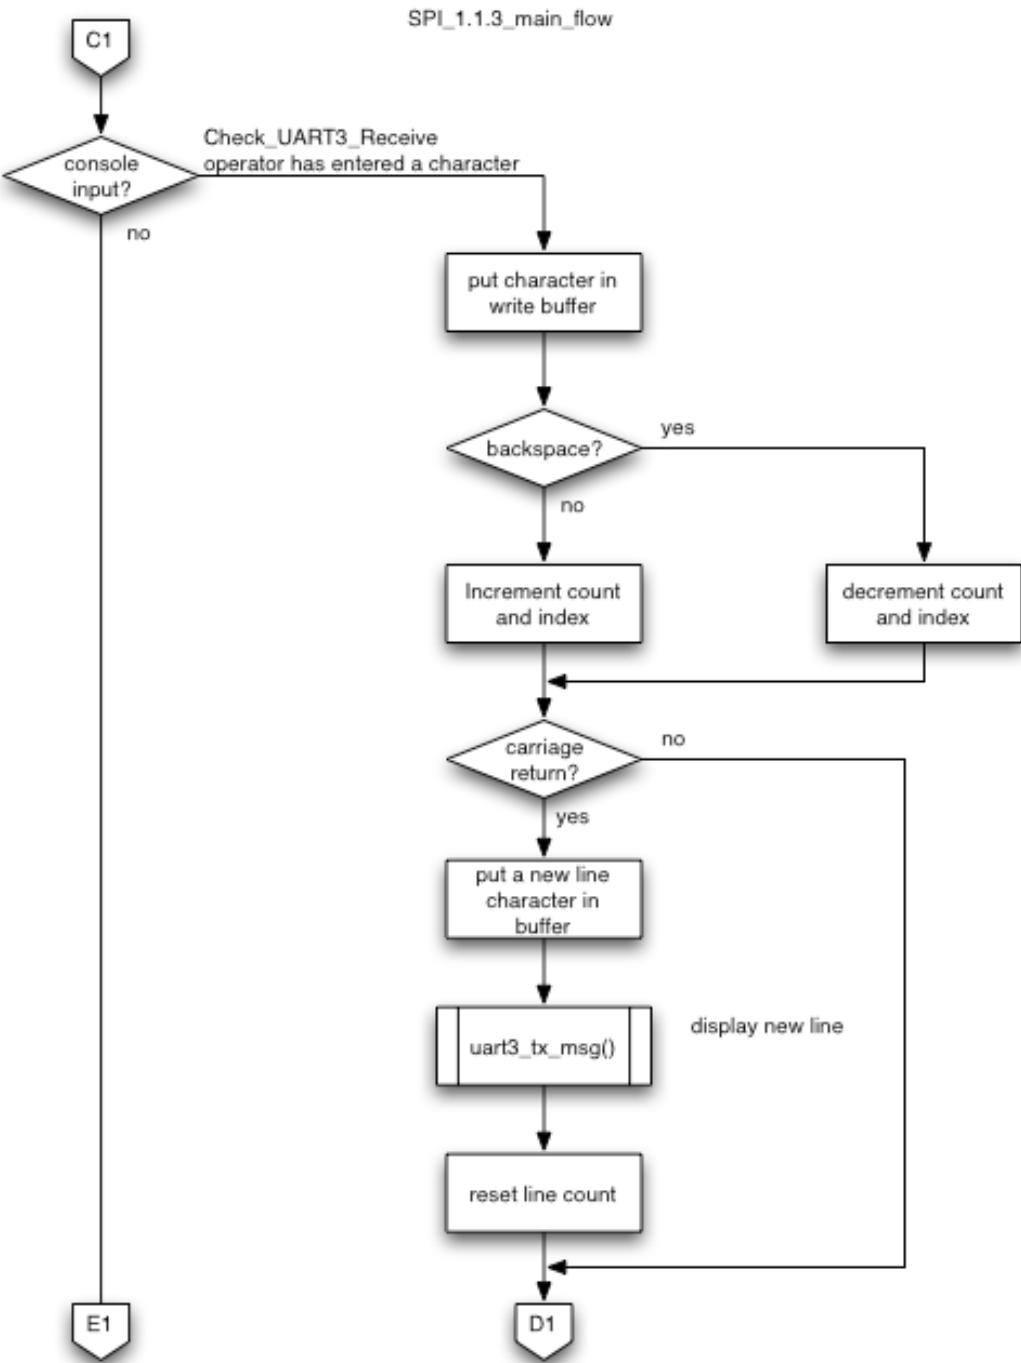 SPI_1.1.3_main_flow
C1
Check_UART3_Receive
operator has entered a character
console
input?
no
put character in
write buffer
backspace?
yes
no
Increment count
and index
decrement count
and index
carriage
return?
no
yes
put a new line
character in
buffer
uart3_tx_msg()
display new line
reset line count
E1
D1